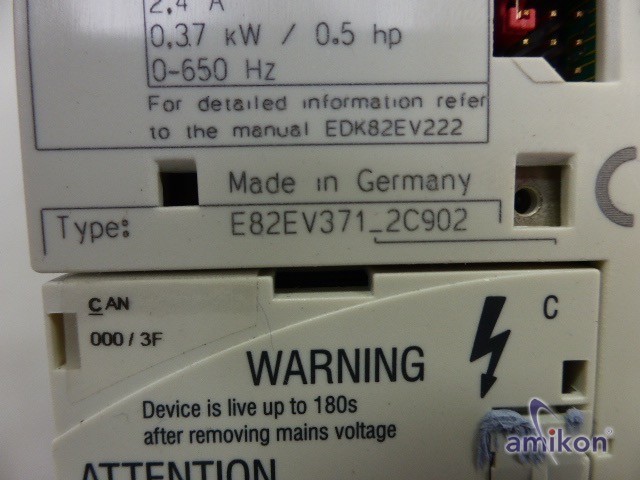 2.4 A
0.37 kW / 0.5 hp
0-650 Hz
For detailed information refer
to the manual EDK82EV222
Made in Germany
Type: E82EV371_2C902
CAN
000 / 3F
C
WARNING
Device is live up to 180s
after removing mains voltage
ATTENTION
amikon